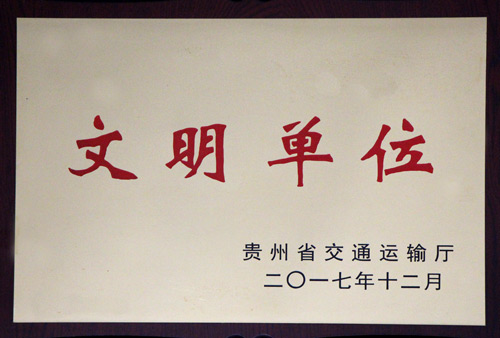 文明单位
贵州省交通运输厅
二〇一七年十二月